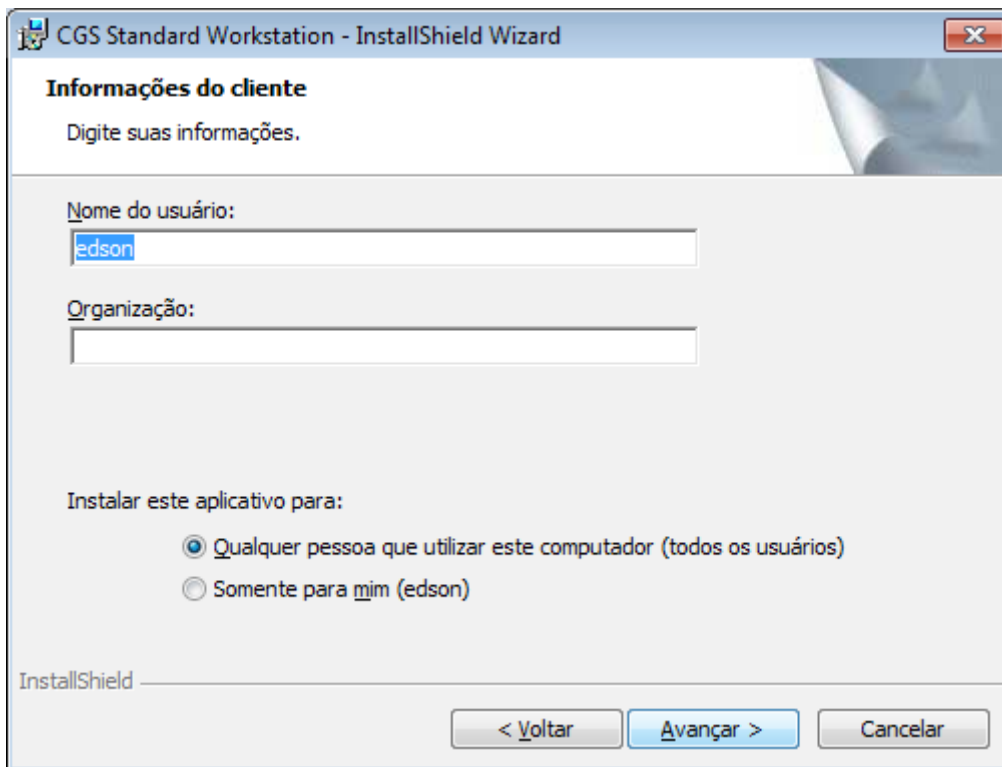 CGS Standard Workstation - InstallShield Wizard
Informações do cliente
Digite suas informações.
Nome do usuário:
edson
Organização:
Instalar este aplicativo para:
Qualquer pessoa que utilizar este computador (todos os usuários)
Somente para mim (edson)
InstallShield
< Voltar Avançar > Cancelar